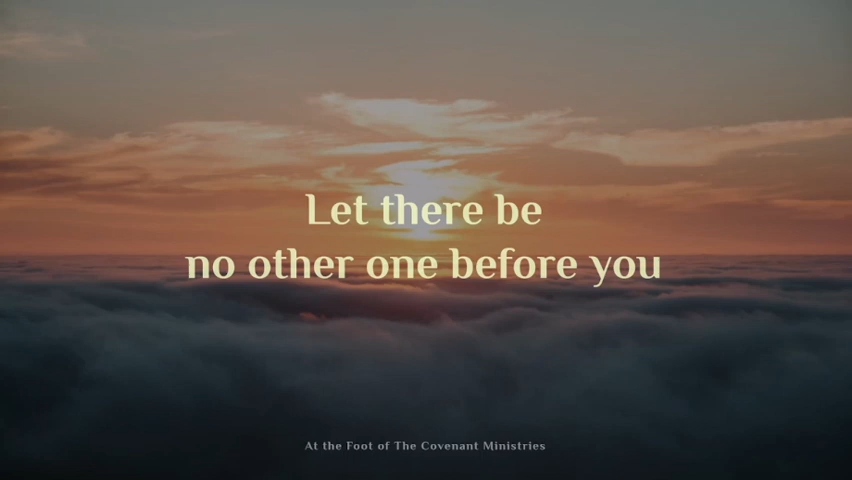 Let there be
no other one before you
At the Foot of The Covenant Ministries